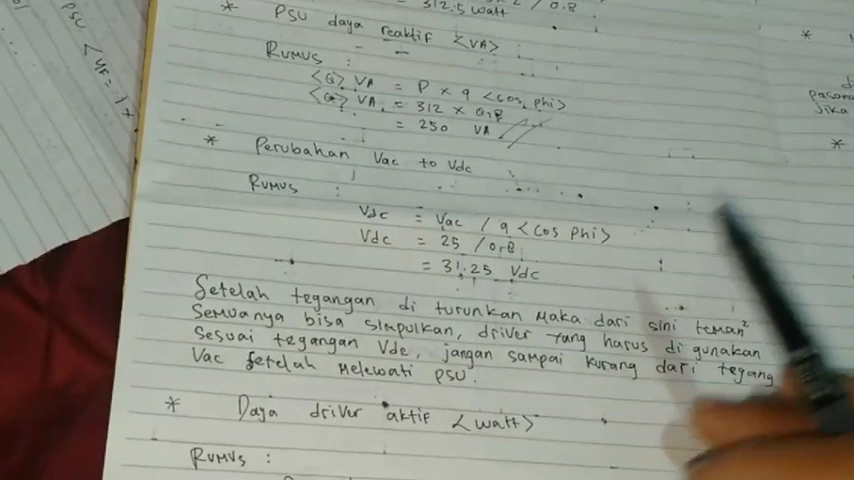 312.5 watt / 0.8
* PSU daya reaktif <VA>
RUMUS :
<Q> VA = P x q <cos phi>
<Q> VA = 312 x 0,8
= 250 VA
* Perubahan Vac to Vdc
RUMUS :
Vdc = Vac / q <cos phi>
Vdc = 25 / 0,8
= 31.25 Vdc
Setelah tegangan di turunkan maka dari sini teman²
semuanya bisa simpulkan, driver yang harus di gunakan
sesuai tegangan Vdc, jangan sampai kurang dari tegang
Vac setelah melewati PSU.
* Daya driver aktif <watt>
RUMUS :
PSU
*
pasang
Jika
*